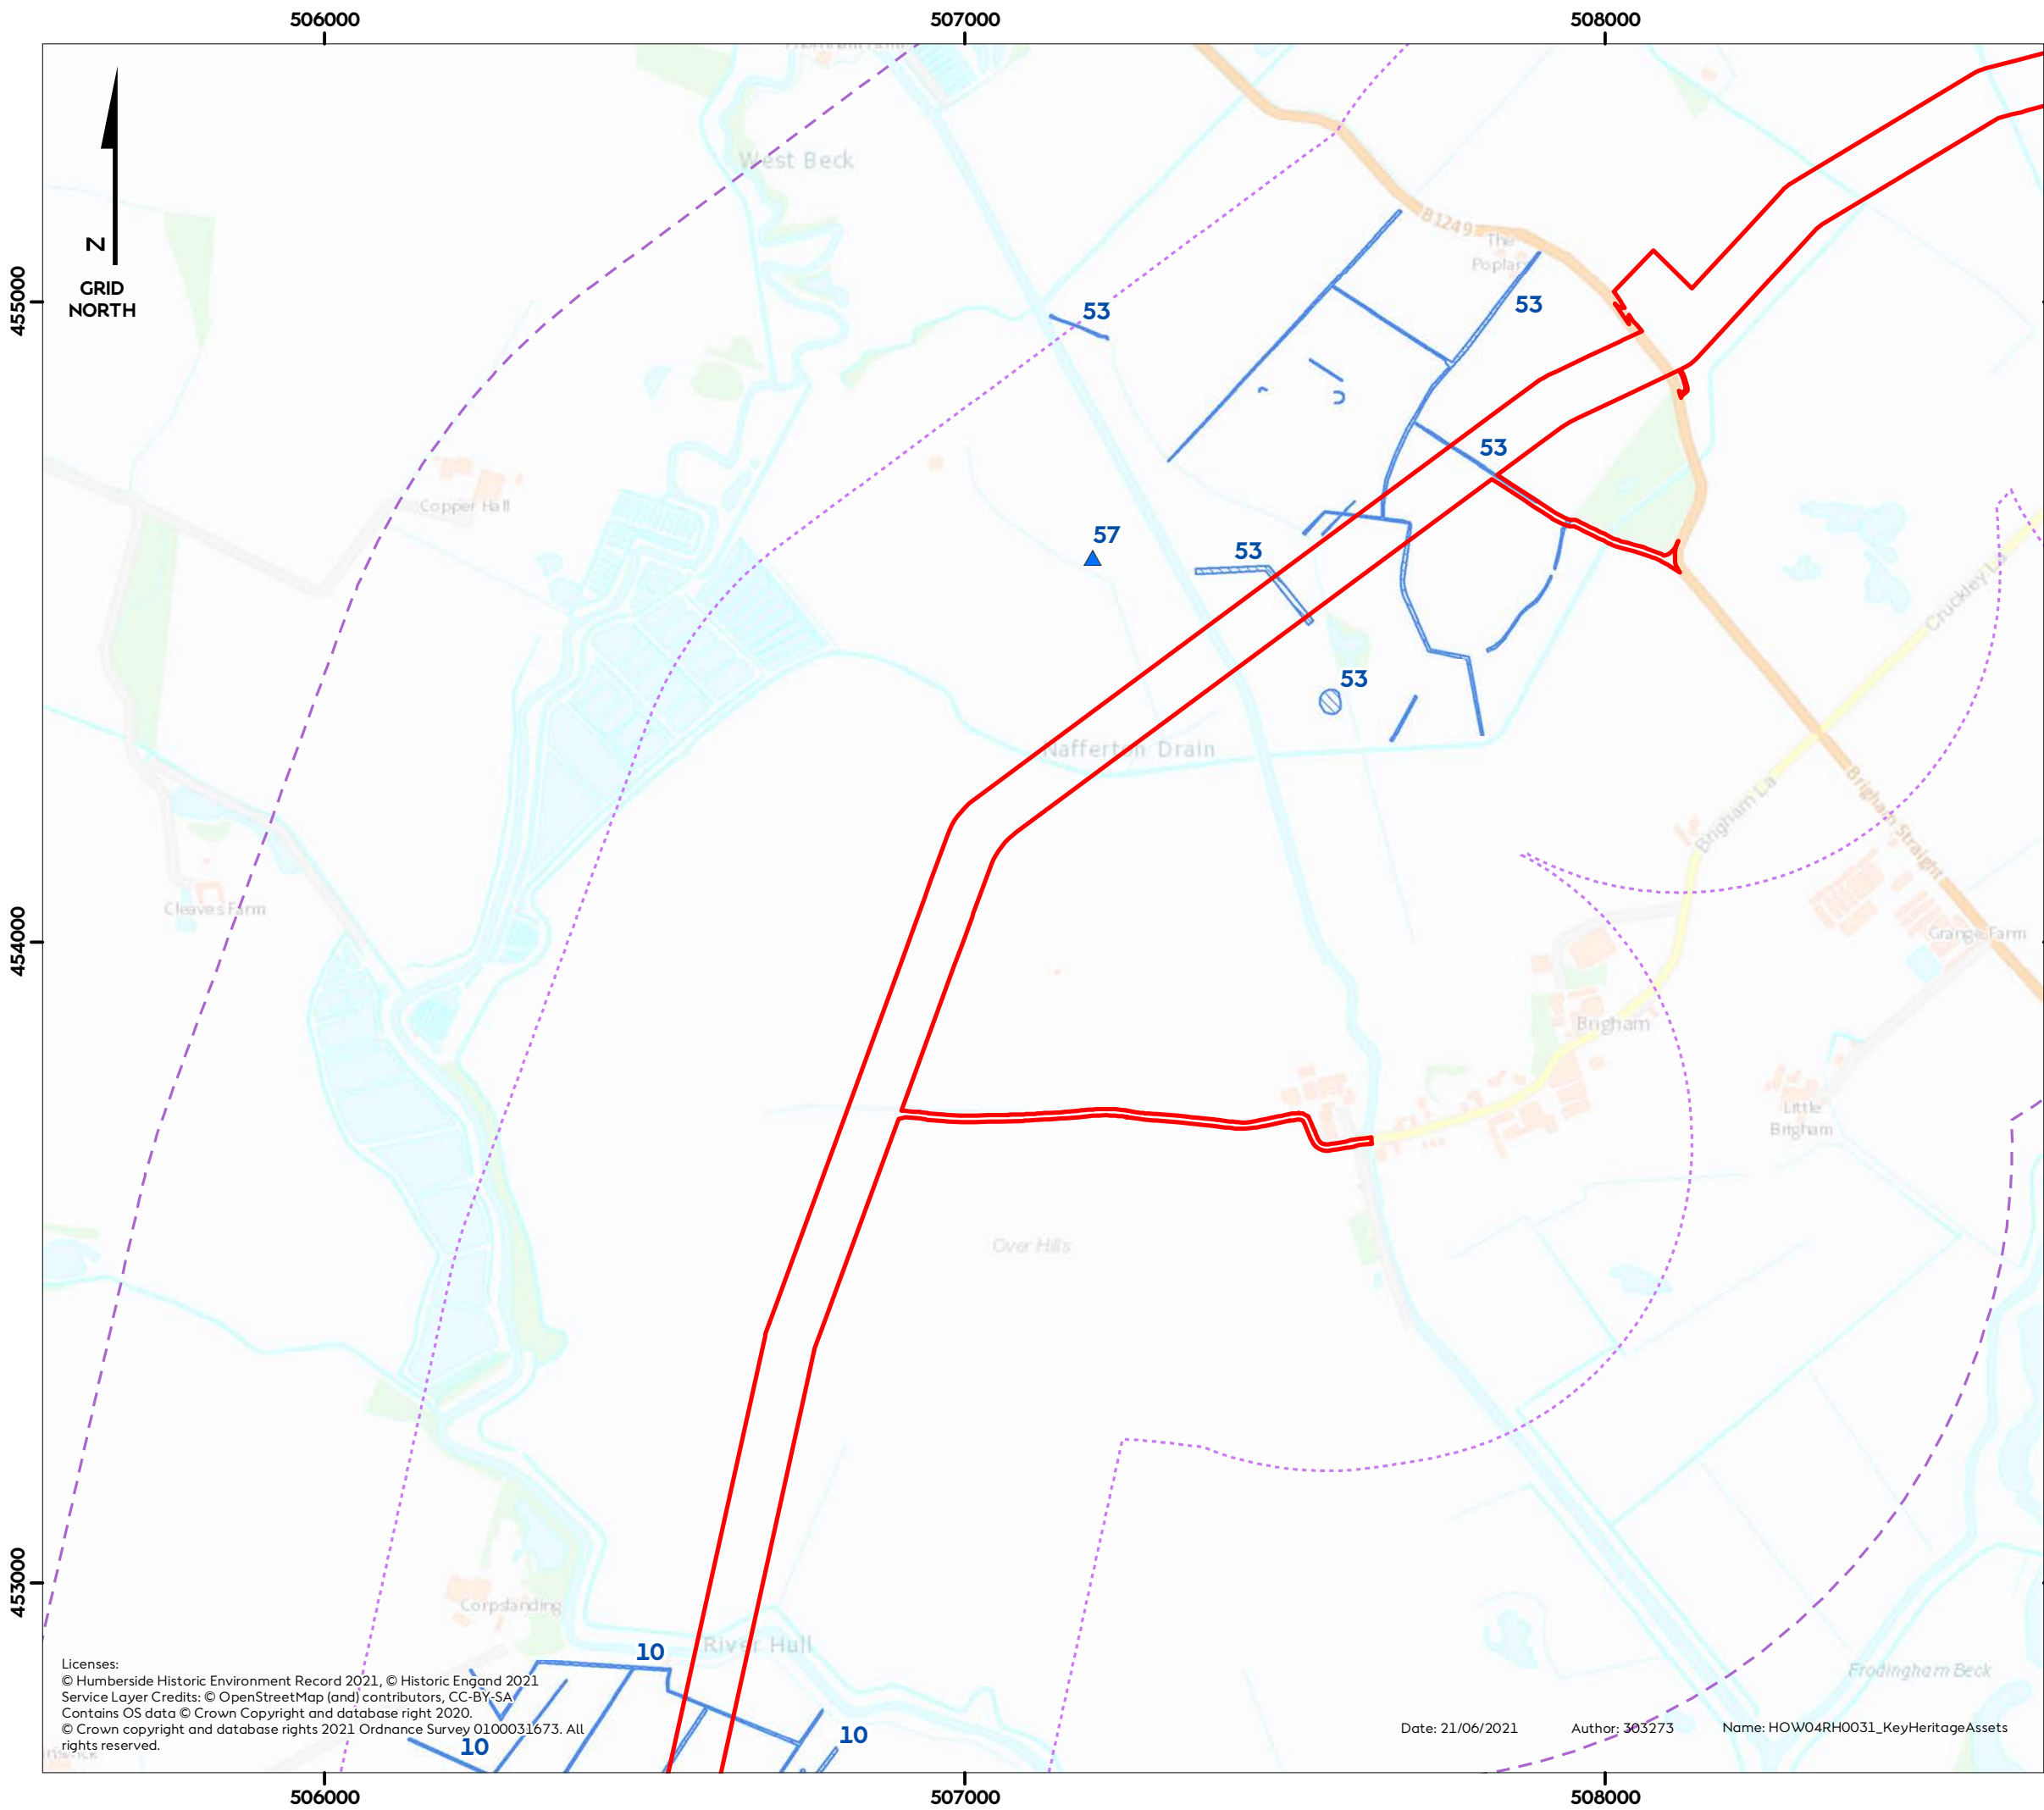 506000
507000
508000
West Beck
N
GRID
NORTH
455000
B1249
The
Poplars
53
53
53
Copper Hall
57
53
53
Cruckley La
Nafferton Drain
Brigham La
Brigham Straight
Cleaves Farm
454000
Grange Farm
Brigham
Little
Brigham
Over Hills
453000
Corpslanding
River Hull
10
Frodingham Beck
Licenses:
© Humberside Historic Environment Record 2021, © Historic Engand 2021
Service Layer Credits: © OpenStreetMap (and) contributors, CC-BY-SA
Contains OS data © Crown Copyright and database right 2020.
© Crown copyright and database rights 2021 Ordnance Survey 0100031673. All
rights reserved.
10
10
Date: 21/06/2021
Author: 303273
Name: HOW04RH0031_KeyHeritageAssets
506000
507000
508000